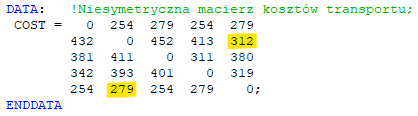 DATA: !Niesymetryczna macierz kosztów transportu;
COST = 0 254 279 254 279
432 0 452 413 312
381 411 0 311 380
342 393 401 0 319
254 279 254 279 0;
ENDDATA